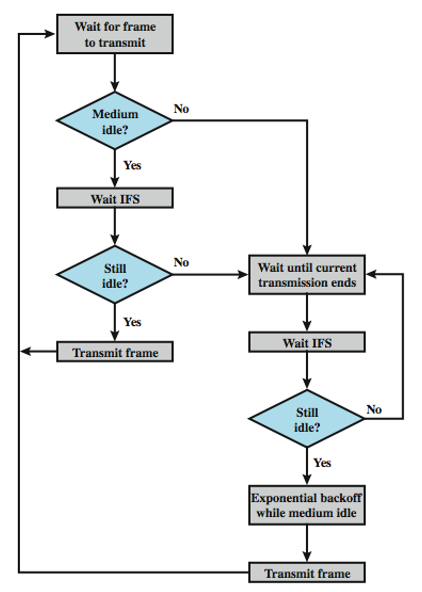 Wait for frame
to transmit
Medium
idle?
No
Yes
Wait IFS
Still
idle?
No
Wait until current
transmission ends
Yes
Transmit frame
Wait IFS
Still
idle?
No
Yes
Exponential backoff
while medium idle
Transmit frame